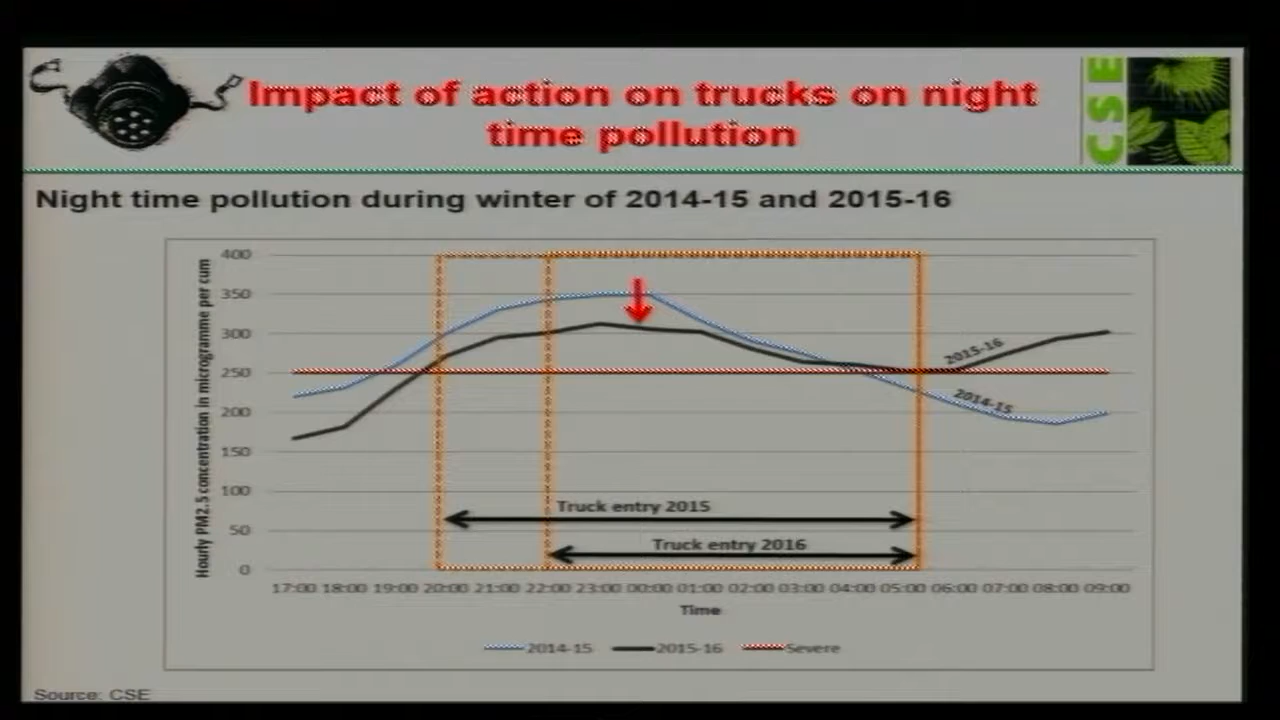 Impact of action on trucks on night
time pollution
CSE
Night time pollution during winter of 2014-15 and 2015-16
Hourly PM2.5 concentration in microgramme per cum
400
350
300
250
200
150
100
50
0
2015-16
2014-15
Truck entry 2015
Truck entry 2016
17:00 18:00 19:00 20:00 21:00 22:00 23:00 00:00 01:00 02:00 03:00 04:00 05:00 06:00 07:00 08:00 09:00
Time
2014-15 2015-16 Severe
Source: CSE